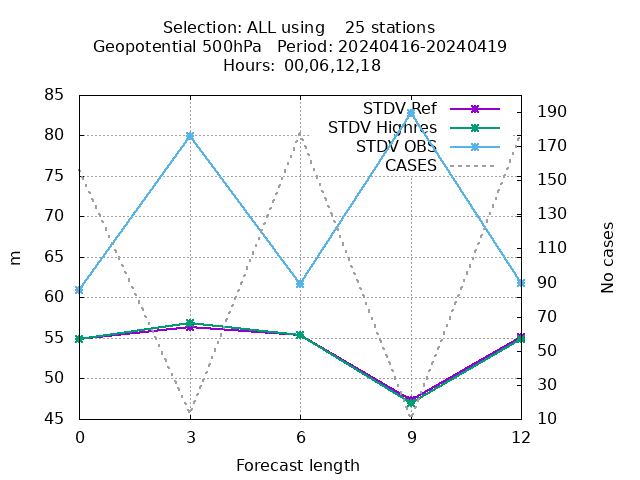 Selection: ALL using    25 stations
Geopotential 500hPa   Period: 20240416-20240419
Hours: 00,06,12,18
85
80
75
70
65
60
55
50
45
m
STDV Ref
STDV Highres
STDV OBS
CASES
190
170
150
130
110
90
70
50
30
10
No cases
0 3 6 9 12
Forecast length